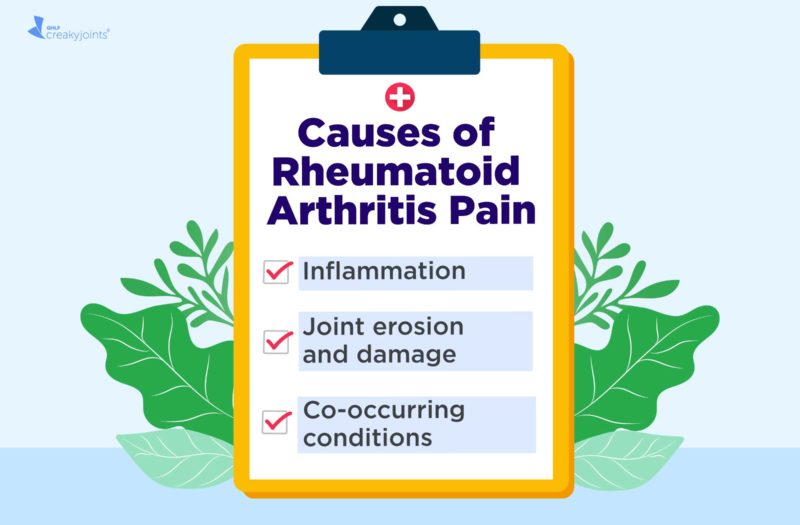 GHLF
creakyjoints®
Causes of
Rheumatoid
Arthritis Pain
Inflammation
Joint erosion
and damage
Co-occurring
conditions